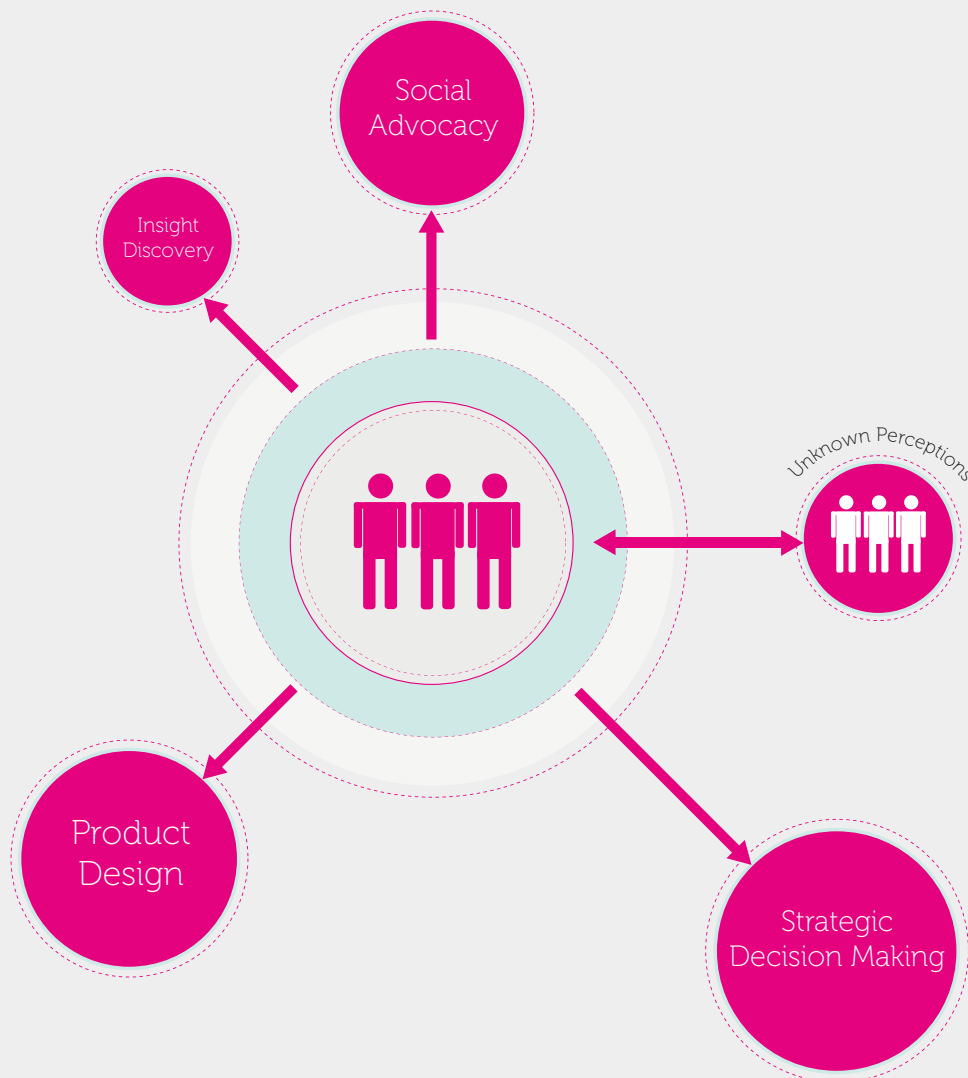 Social
Advocacy
Insight
Discovery
Unknown Perceptions
Product
Design
Strategic
Decision Making